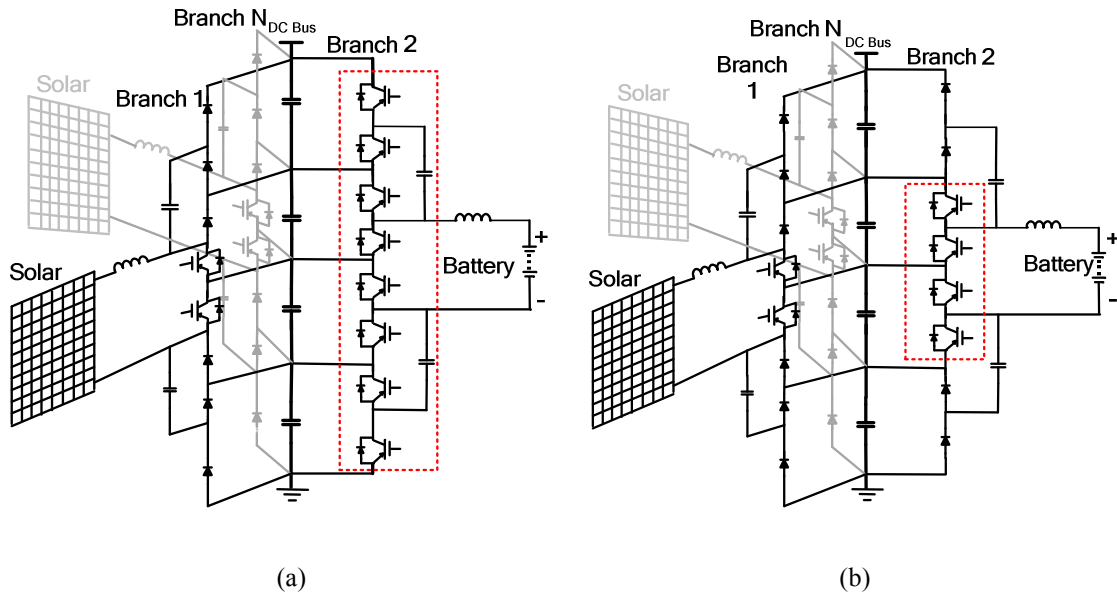 Branch N
DC Bus
Branch 2
Solar
Branch 1
Solar
+
Battery
-
(a)
Branch N
DC Bus
Branch
1
Branch 2
Solar
Solar
+
Battery
-
(b)